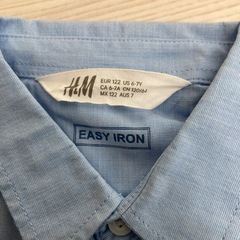 H&M
EUR 122 US 6-7Y
CA 6-7A CN 120/64
MX 122 AUS 7
EASY IRON